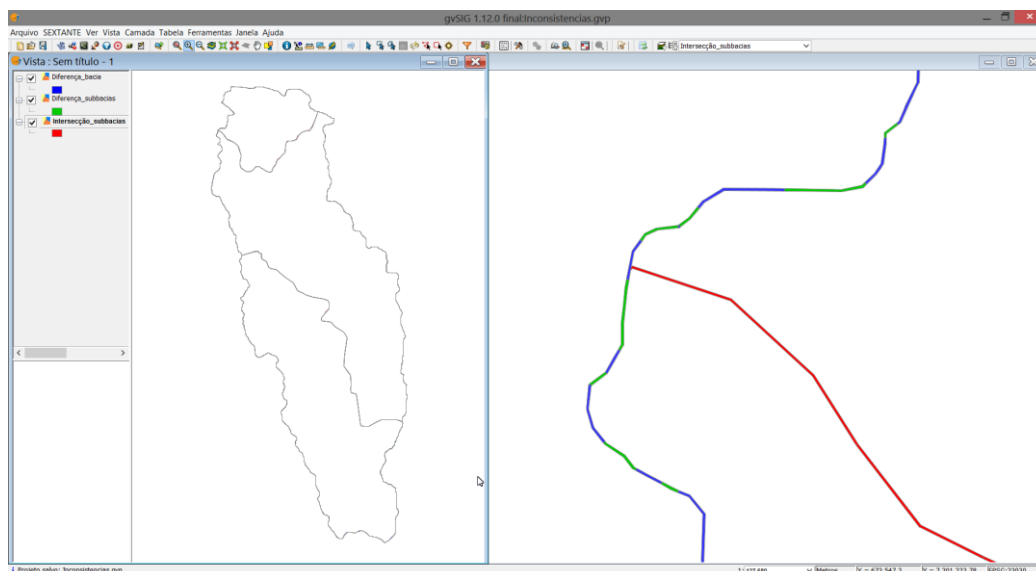 gvSIG 1.12.0 final:Inconsistencias.gvp
Arquivo SEXTANTE Ver Vista Camada Tabela Ferramentas Janela Ajuda
Intersecção_subbacias
Vista : Sem título - 1
Diferença_bacia
Diferença_subbacias
Intersecção_subbacias
Projeto salvo: Inconsistencias.gvp